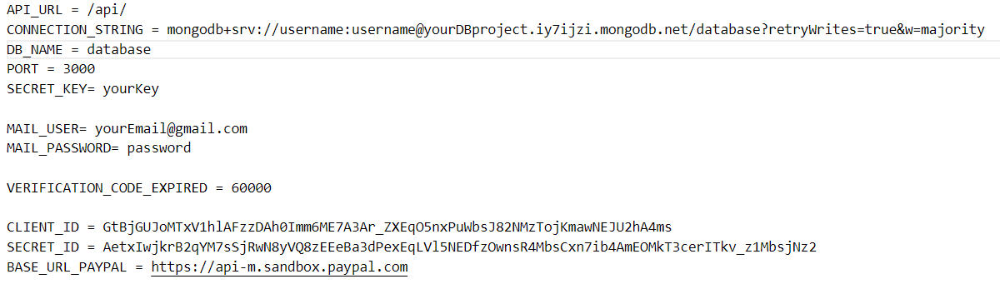 API_URL = /api/
CONNECTION_STRING = mongodb+srv://username:username@yourDBproject.iy7ijzi.mongodb.net/database?retryWrites=true&w=majority
DB_NAME = database
PORT = 3000
SECRET_KEY= yourKey
MAIL_USER= yourEmail@gmail.com
MAIL_PASSWORD= password
VERIFICATION_CODE_EXPIRED = 60000
CLIENT_ID = GtBjGUJoMTxV1hlAFzzDAh0Imm6ME7A3Ar_ZXEqO5nxPuWbsJ82NMzTojKmawNEJU2hA4ms
SECRET_ID = AetxIwjkrB2qYM7sSjRwN8yVQ8zEEeBa3dPexEqLVl5NEDfzOwnsR4MbsCxn7ib4AmEOMkT3cerITkv_z1MbsjNz2
BASE_URL_PAYPAL = https://api-m.sandbox.paypal.com